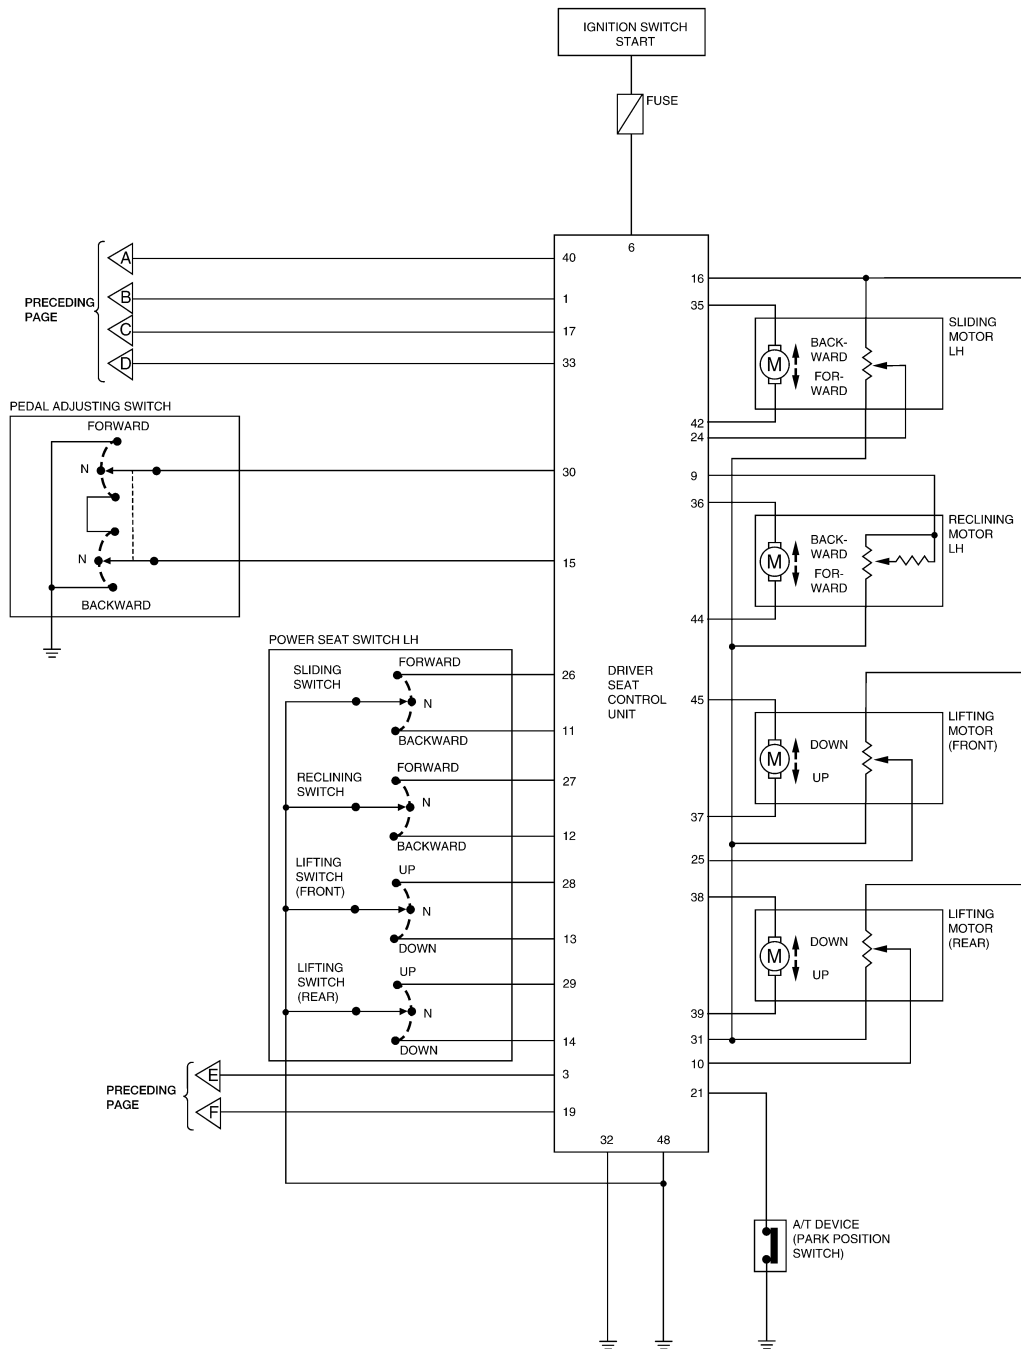 IGNITION SWITCH
START
FUSE
6
A
40
B
1
C
17
D
33
PRECEDING
PAGE
PEDAL ADJUSTING SWITCH
FORWARD
N
30
N
15
BACKWARD
POWER SEAT SWITCH LH
SLIDING
SWITCH
FORWARD
26
N
BACKWARD
11
RECLINING
SWITCH
FORWARD
27
N
BACKWARD
12
LIFTING
SWITCH
(FRONT)
UP
28
N
DOWN
13
LIFTING
SWITCH
(REAR)
UP
29
N
DOWN
14
PRECEDING
PAGE
E
3
F
19
DRIVER
SEAT
CONTROL
UNIT
32
48
16
35
SLIDING
MOTOR
LH
M
BACK-
WARD
FOR-
WARD
42
24
9
36
RECLINING
MOTOR
LH
M
BACK-
WARD
FOR-
WARD
44
45
LIFTING
MOTOR
(FRONT)
M
DOWN
UP
37
25
38
LIFTING
MOTOR
(REAR)
M
DOWN
UP
39
31
10
21
A/T DEVICE
(PARK POSITION
SWITCH)